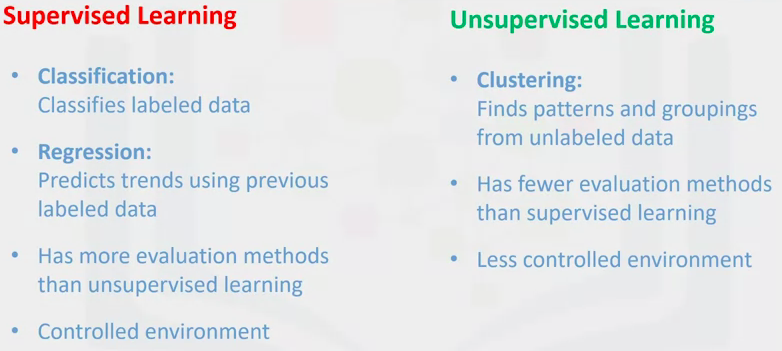 Supervised Learning
• Classification:
Classifies labeled data
• Regression:
Predicts trends using previous
labeled data
• Has more evaluation methods
than unsupervised learning
• Controlled environment
Unsupervised Learning
• Clustering:
Finds patterns and groupings
from unlabeled data
• Has fewer evaluation methods
than supervised learning
• Less controlled environment